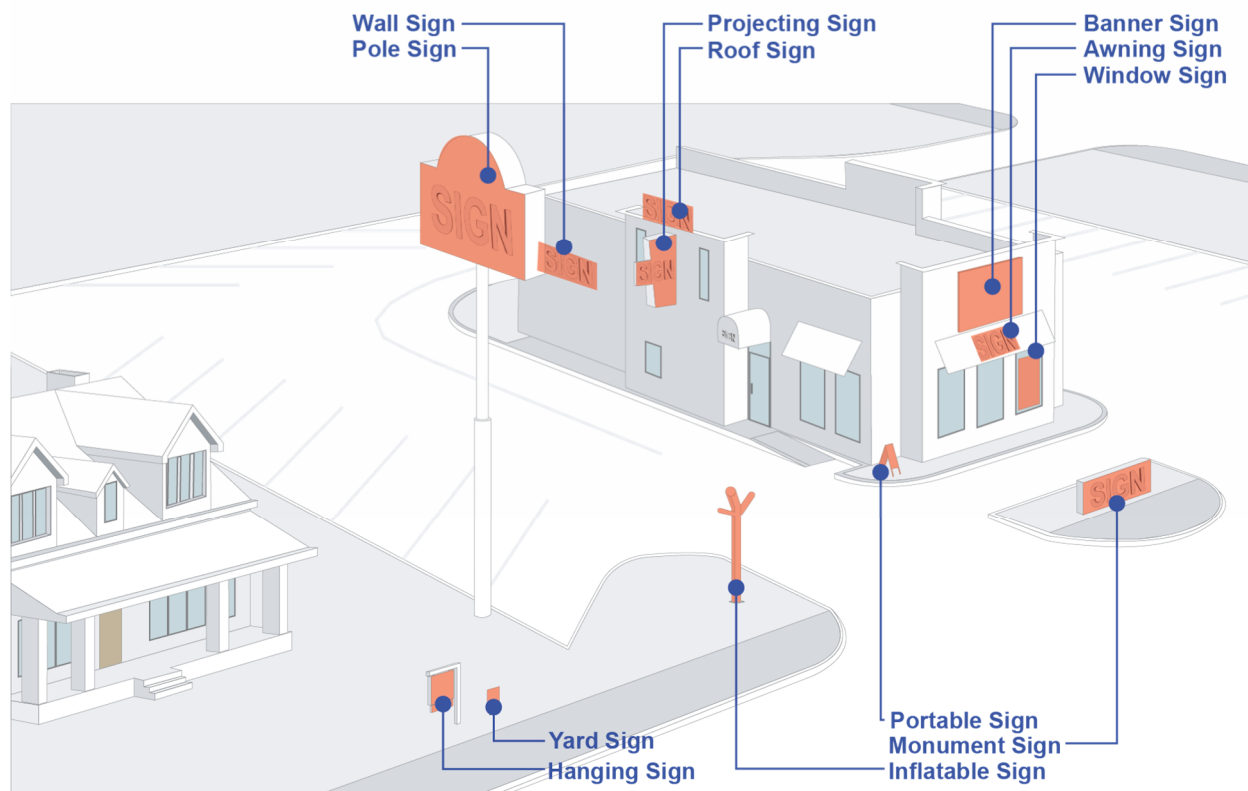 Wall Sign
Pole Sign
Projecting Sign
Roof Sign
Banner Sign
Awning Sign
Window Sign
SIGN
SIGN
SIGN
SIGN
SIGN
SIGN
Portable Sign
Monument Sign
Inflatable Sign
Yard Sign
Hanging Sign